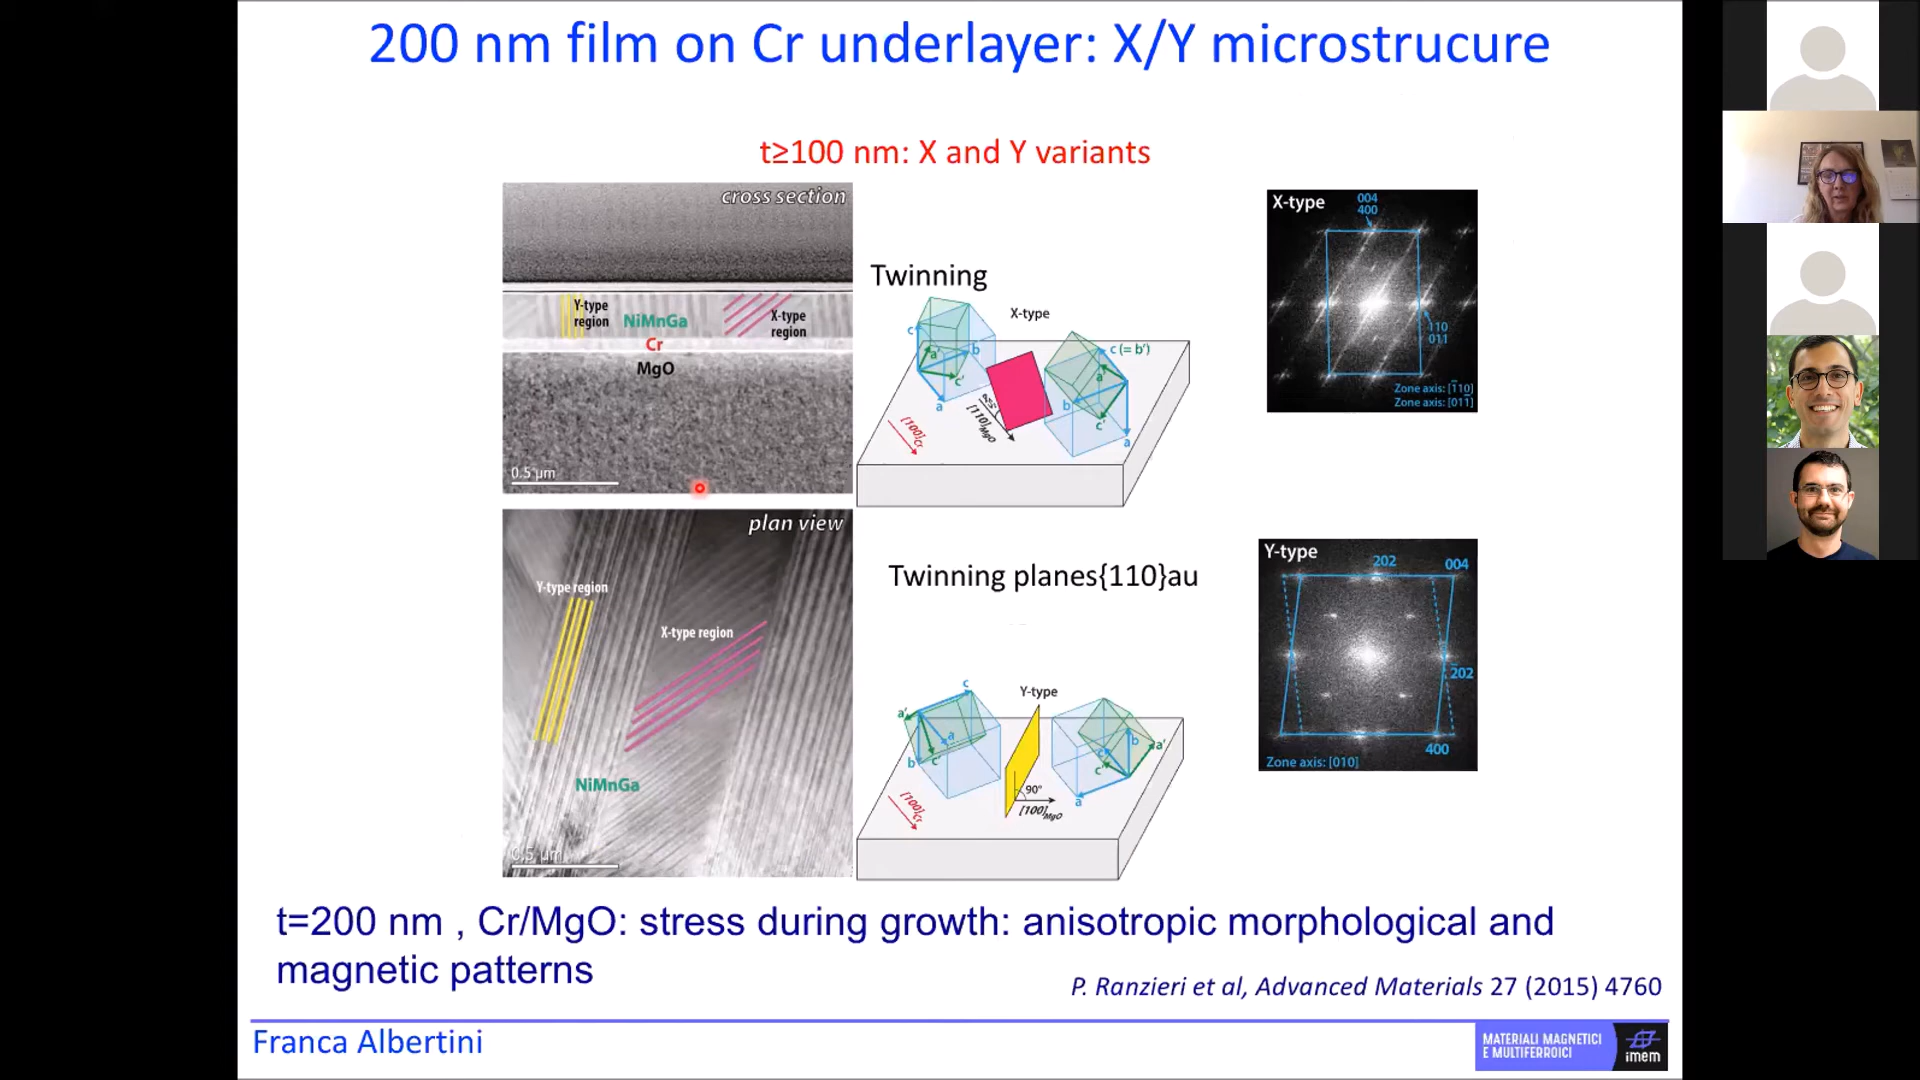 200 nm film on Cr underlayer: X/Y microstrucure
t≥100 nm: X and Y variants
cross section
Y-type
region
NiMnGa
X-type
region
Cr
MgO
0.5 µm
Twinning
X-type
c
a'
b
c'
a
c (= b')
a'
b
c'
a
[110]MgO
[100]Cr
X-type
004
400
110
011
Zone axis: [1̄10]
Zone axis: [011̄]
plan view
Y-type region
X-type region
NiMnGa
0.5 µm
Twinning planes{110}au
Y-type
c
a'
a
b
c'
b
a'
c
c'
a
90°
[100]MgO
[100]Cr
Y-type
202
004
2̄02
400
Zone axis: [010]
t=200 nm , Cr/MgO: stress during growth: anisotropic morphological and
magnetic patterns
P. Ranzieri et al, Advanced Materials 27 (2015) 4760
Franca Albertini
MATERIALI MAGNETICI
E MULTIFERROICI
imem